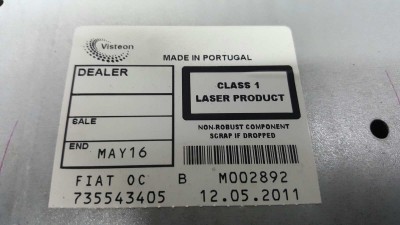 Visteon
MADE IN PORTUGAL
DEALER
CLASS 1
LASER PRODUCT
SALE
NON-ROBUST COMPONENT
SCRAP IF DROPPED
END MAY16
FIAT OC B M002892
735543405 12.05.2011